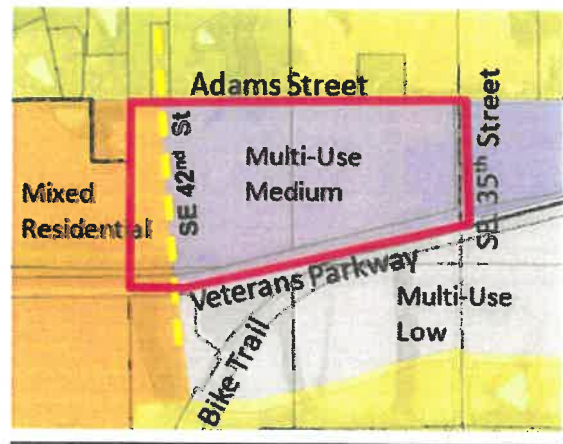 Adams Street
SE 42nd St
SE 35th Street
Multi-Use
Medium
Mixed
Residential
Veterans Parkway
Multi-Use
Low
Bike Trail